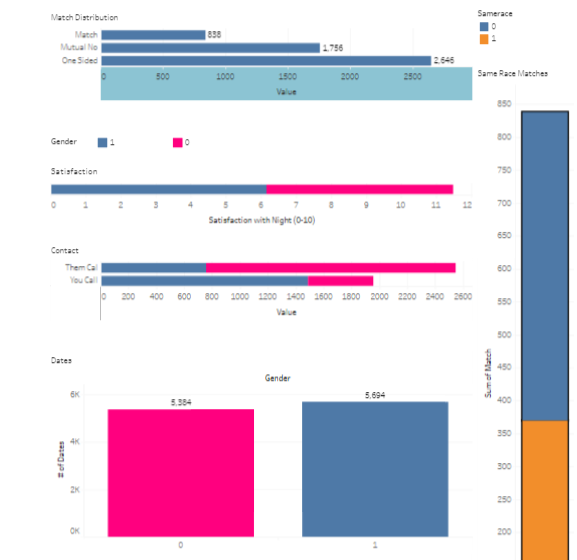 Match Distribution
Match 838
Mutual No 1,756
One Sided 2,646
0 500 1000 1500 2000 2500
Value
Samerace
0
1
Same Race Matches
850
800
750
700
650
600
550
500
450
400
350
300
250
200
Sum of Match
Gender 1 0
Satisfaction
0 1 2 3 4 5 6 7 8 9 10 11 12
Satisfaction with Night (0-10)
Contact
Them Cal
You Call
0 200 400 600 800 1000 1200 1400 1600 1800 2000 2200 2400 2600
Value
Dates
Gender
6K
4K
2K
0K
# of Dates
5,384 5,694
0 1